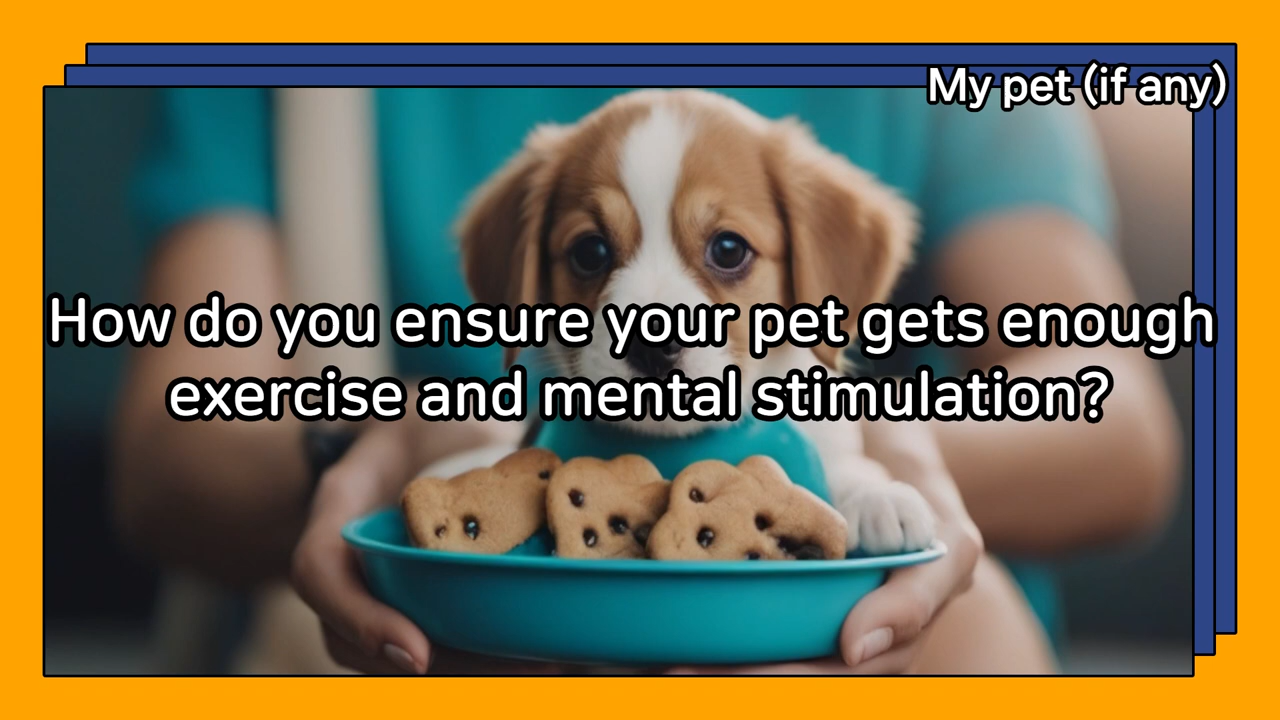 My pet (if any)
How do you ensure your pet gets enough
exercise and mental stimulation?